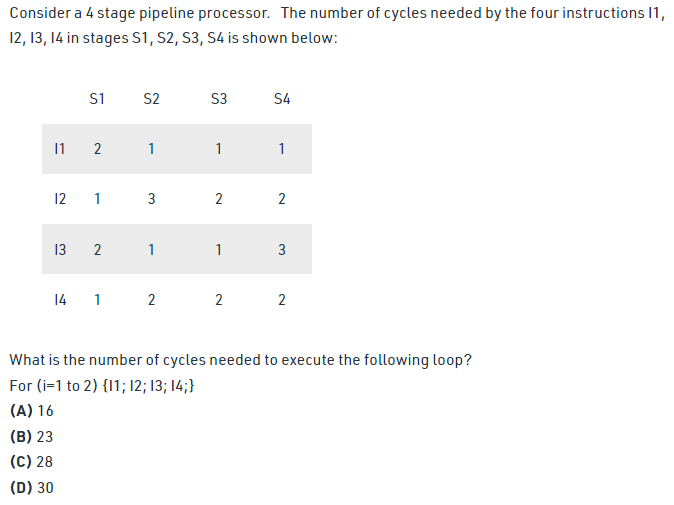 Consider a 4 stage pipeline processor. The number of cycles needed by the four instructions I1,
I2, I3, I4 in stages S1, S2, S3, S4 is shown below:
S1 S2 S3 S4
I1 2 1 1 1
I2 1 3 2 2
I3 2 1 1 3
I4 1 2 2 2
What is the number of cycles needed to execute the following loop?
For (i=1 to 2) {I1; I2; I3; I4;}
(A) 16
(B) 23
(C) 28
(D) 30